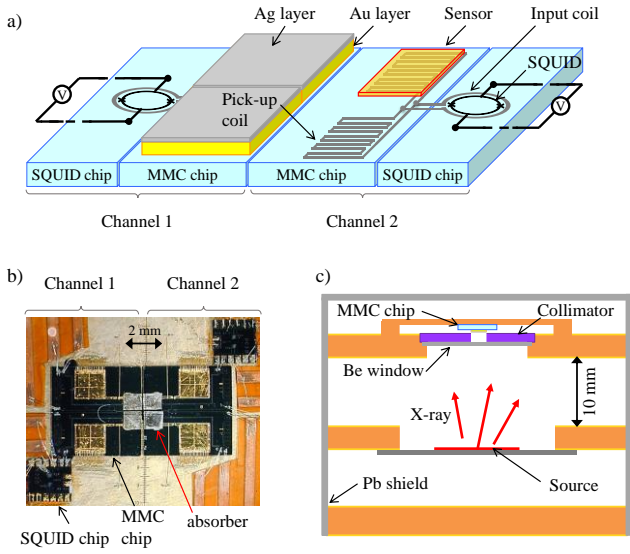 a)
Ag layer
Au layer
Sensor
Input coil
SQUID
Pick-up
coil
V
V
SQUID chip
MMC chip
MMC chip
SQUID chip
Channel 1
Channel 2
b)
Channel 1
Channel 2
2 mm
SQUID chip
MMC
chip
absorber
c)
MMC chip
Collimator
Be window
X-ray
10 mm
Pb shield
Source